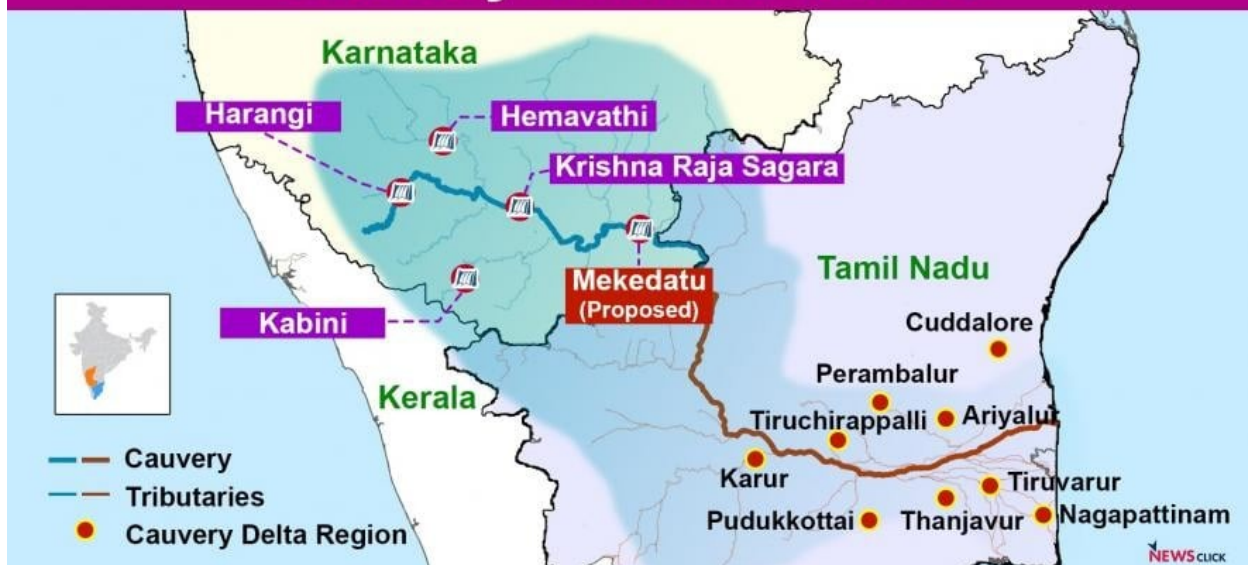 Karnataka
Harangi
Hemavathi
Krishna Raja Sagara
Mekedatu
(Proposed)
Tamil Nadu
Kabini
Cuddalore
Kerala
Perambalur
Tiruchirappalli
Ariyalur
Cauvery
Karur
Tiruvarur
Tributaries
Pudukkottai
Thanjavur
Nagapattinam
Cauvery Delta Region
NEWSCLICK